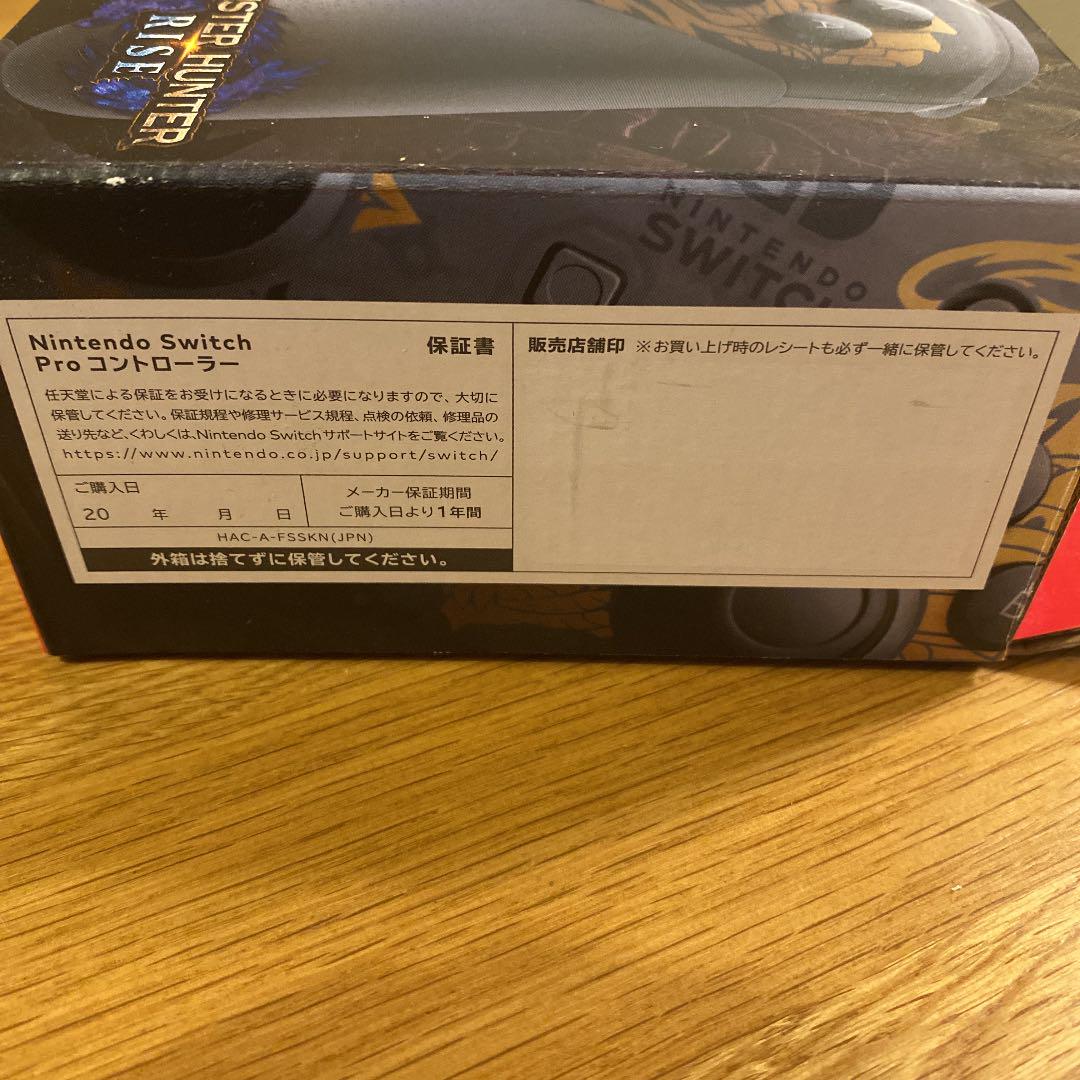 STER HUNTER
RISE
NINTENDO
SWITC
Nintendo Switch
Pro コントローラー
保証書
任天堂による保証をお受けになるときに必要になりますので、大切に
保管してください。保証規程や修理サービス規程、点検の依頼、修理品の
送り先など、くわしくは、Nintendo Switchサポートサイトをご覧ください。
https://www.nintendo.co.jp/support/switch/
ご購入日
20 年 月 日
メーカー保証期間
ご購入日より1年間
HAC-A-FSSKN(JPN)
外箱は捨てずに保管してください。
販売店舗印 ※お買い上げ時のレシートも必ず一緒に保管してください。